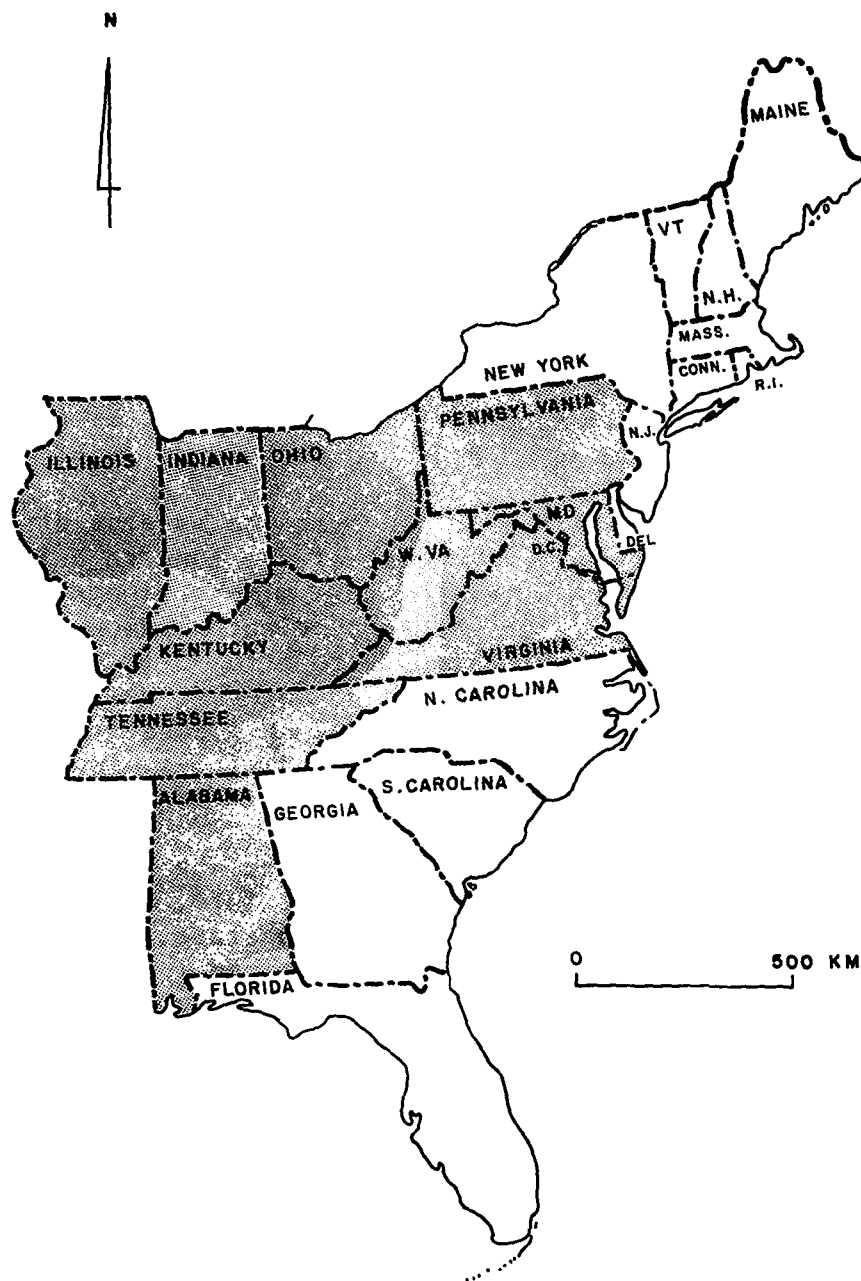 N
MAINE
VT
N.H.
MASS.
NEW YORK
CONN.
R.I.
PENNSYLVANIA
N.J.
ILLINOIS
INDIANA
OHIO
MD
W. VA
D.C.
DEL
KENTUCKY
VIRGINIA
N. CAROLINA
TENNESSEE
S. CAROLINA
ALABAMA
GEORGIA
0 500 KM
FLORIDA